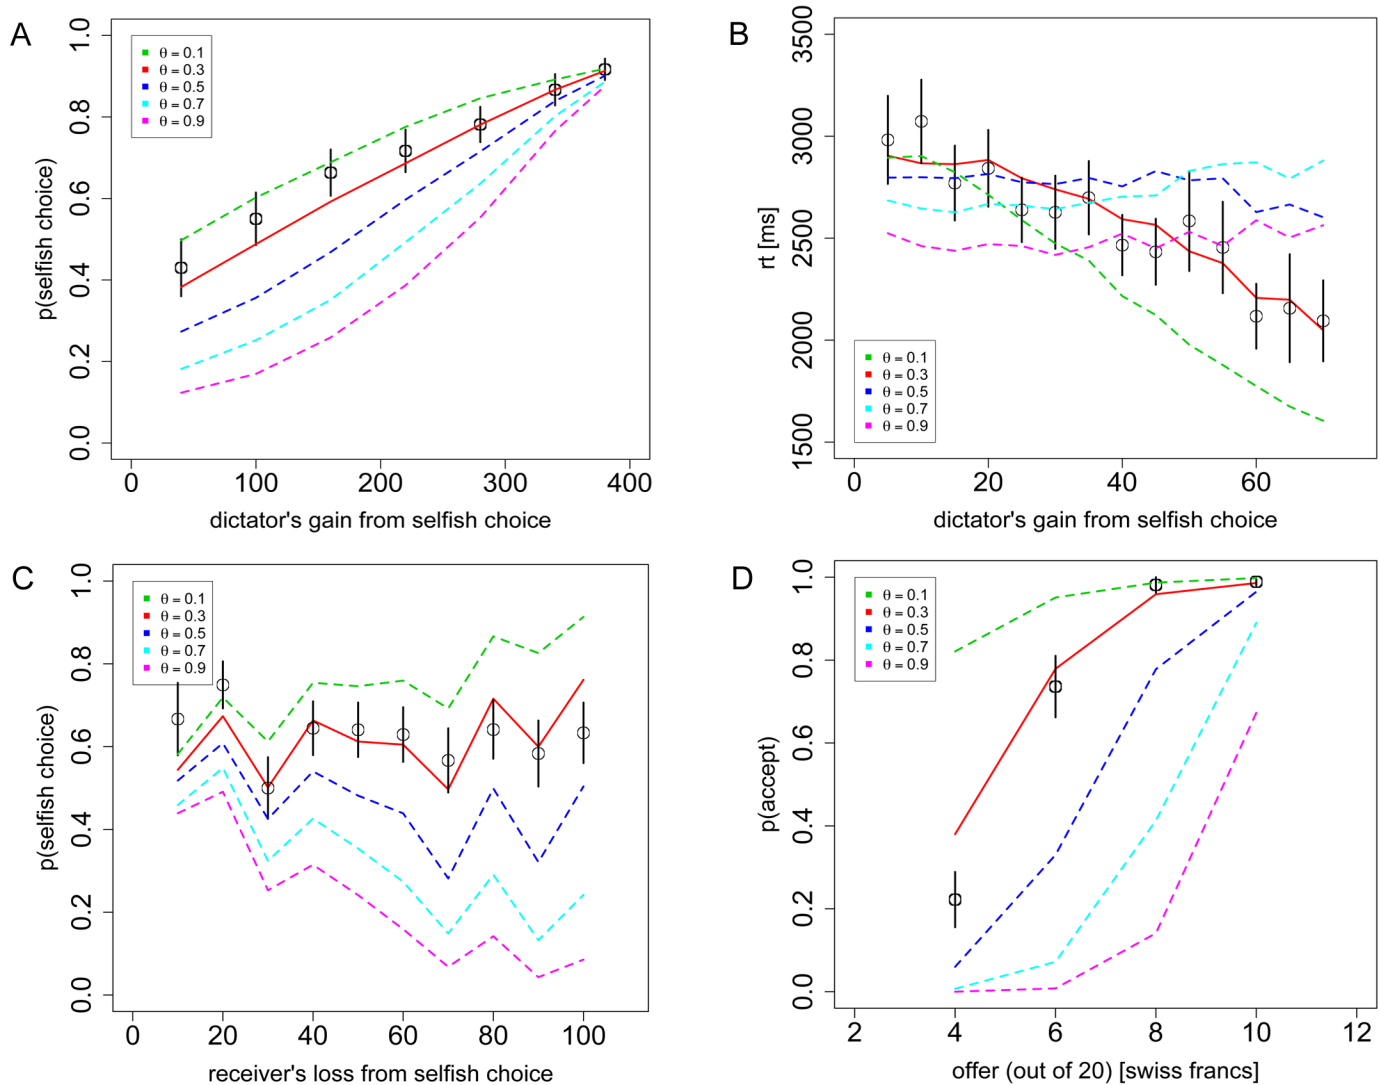 A
θ = 0.1
θ = 0.3
θ = 0.5
θ = 0.7
θ = 0.9
p(selfish choice)
0.0 0.2 0.4 0.6 0.8 1.0
0 100 200 300 400
dictator's gain from selfish choice
B
θ = 0.1
θ = 0.3
θ = 0.5
θ = 0.7
θ = 0.9
rt [ms]
1500 2000 2500 3000 3500
0 20 40 60
dictator's gain from selfish choice
C
θ = 0.1
θ = 0.3
θ = 0.5
θ = 0.7
θ = 0.9
p(selfish choice)
0.0 0.2 0.4 0.6 0.8 1.0
0 20 40 60 80 100
receiver's loss from selfish choice
D
θ = 0.1
θ = 0.3
θ = 0.5
θ = 0.7
θ = 0.9
p(accept)
0.0 0.2 0.4 0.6 0.8 1.0
2 4 6 8 10 12
offer (out of 20) [swiss francs]